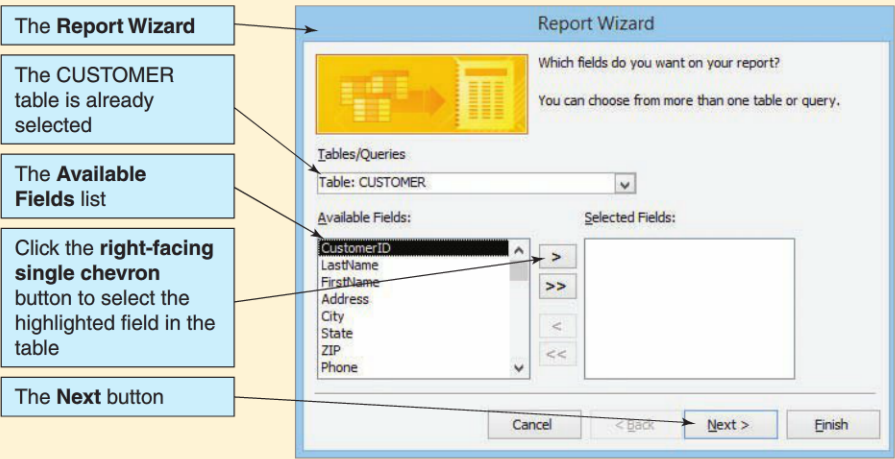 The Report Wizard
The CUSTOMER
table is already
selected
The Available
Fields list
Click the right-facing
single chevron
button to select the
highlighted field in the
table
The Next button
Report Wizard
Which fields do you want on your report?
You can choose from more than one table or query.
Tables/Queries
Table: CUSTOMER
Available Fields:
Selected Fields:
CustomerID
LastName
FirstName
Address
City
State
ZIP
Phone
>
>>
<
<<
Cancel
< Back
Next >
Finish